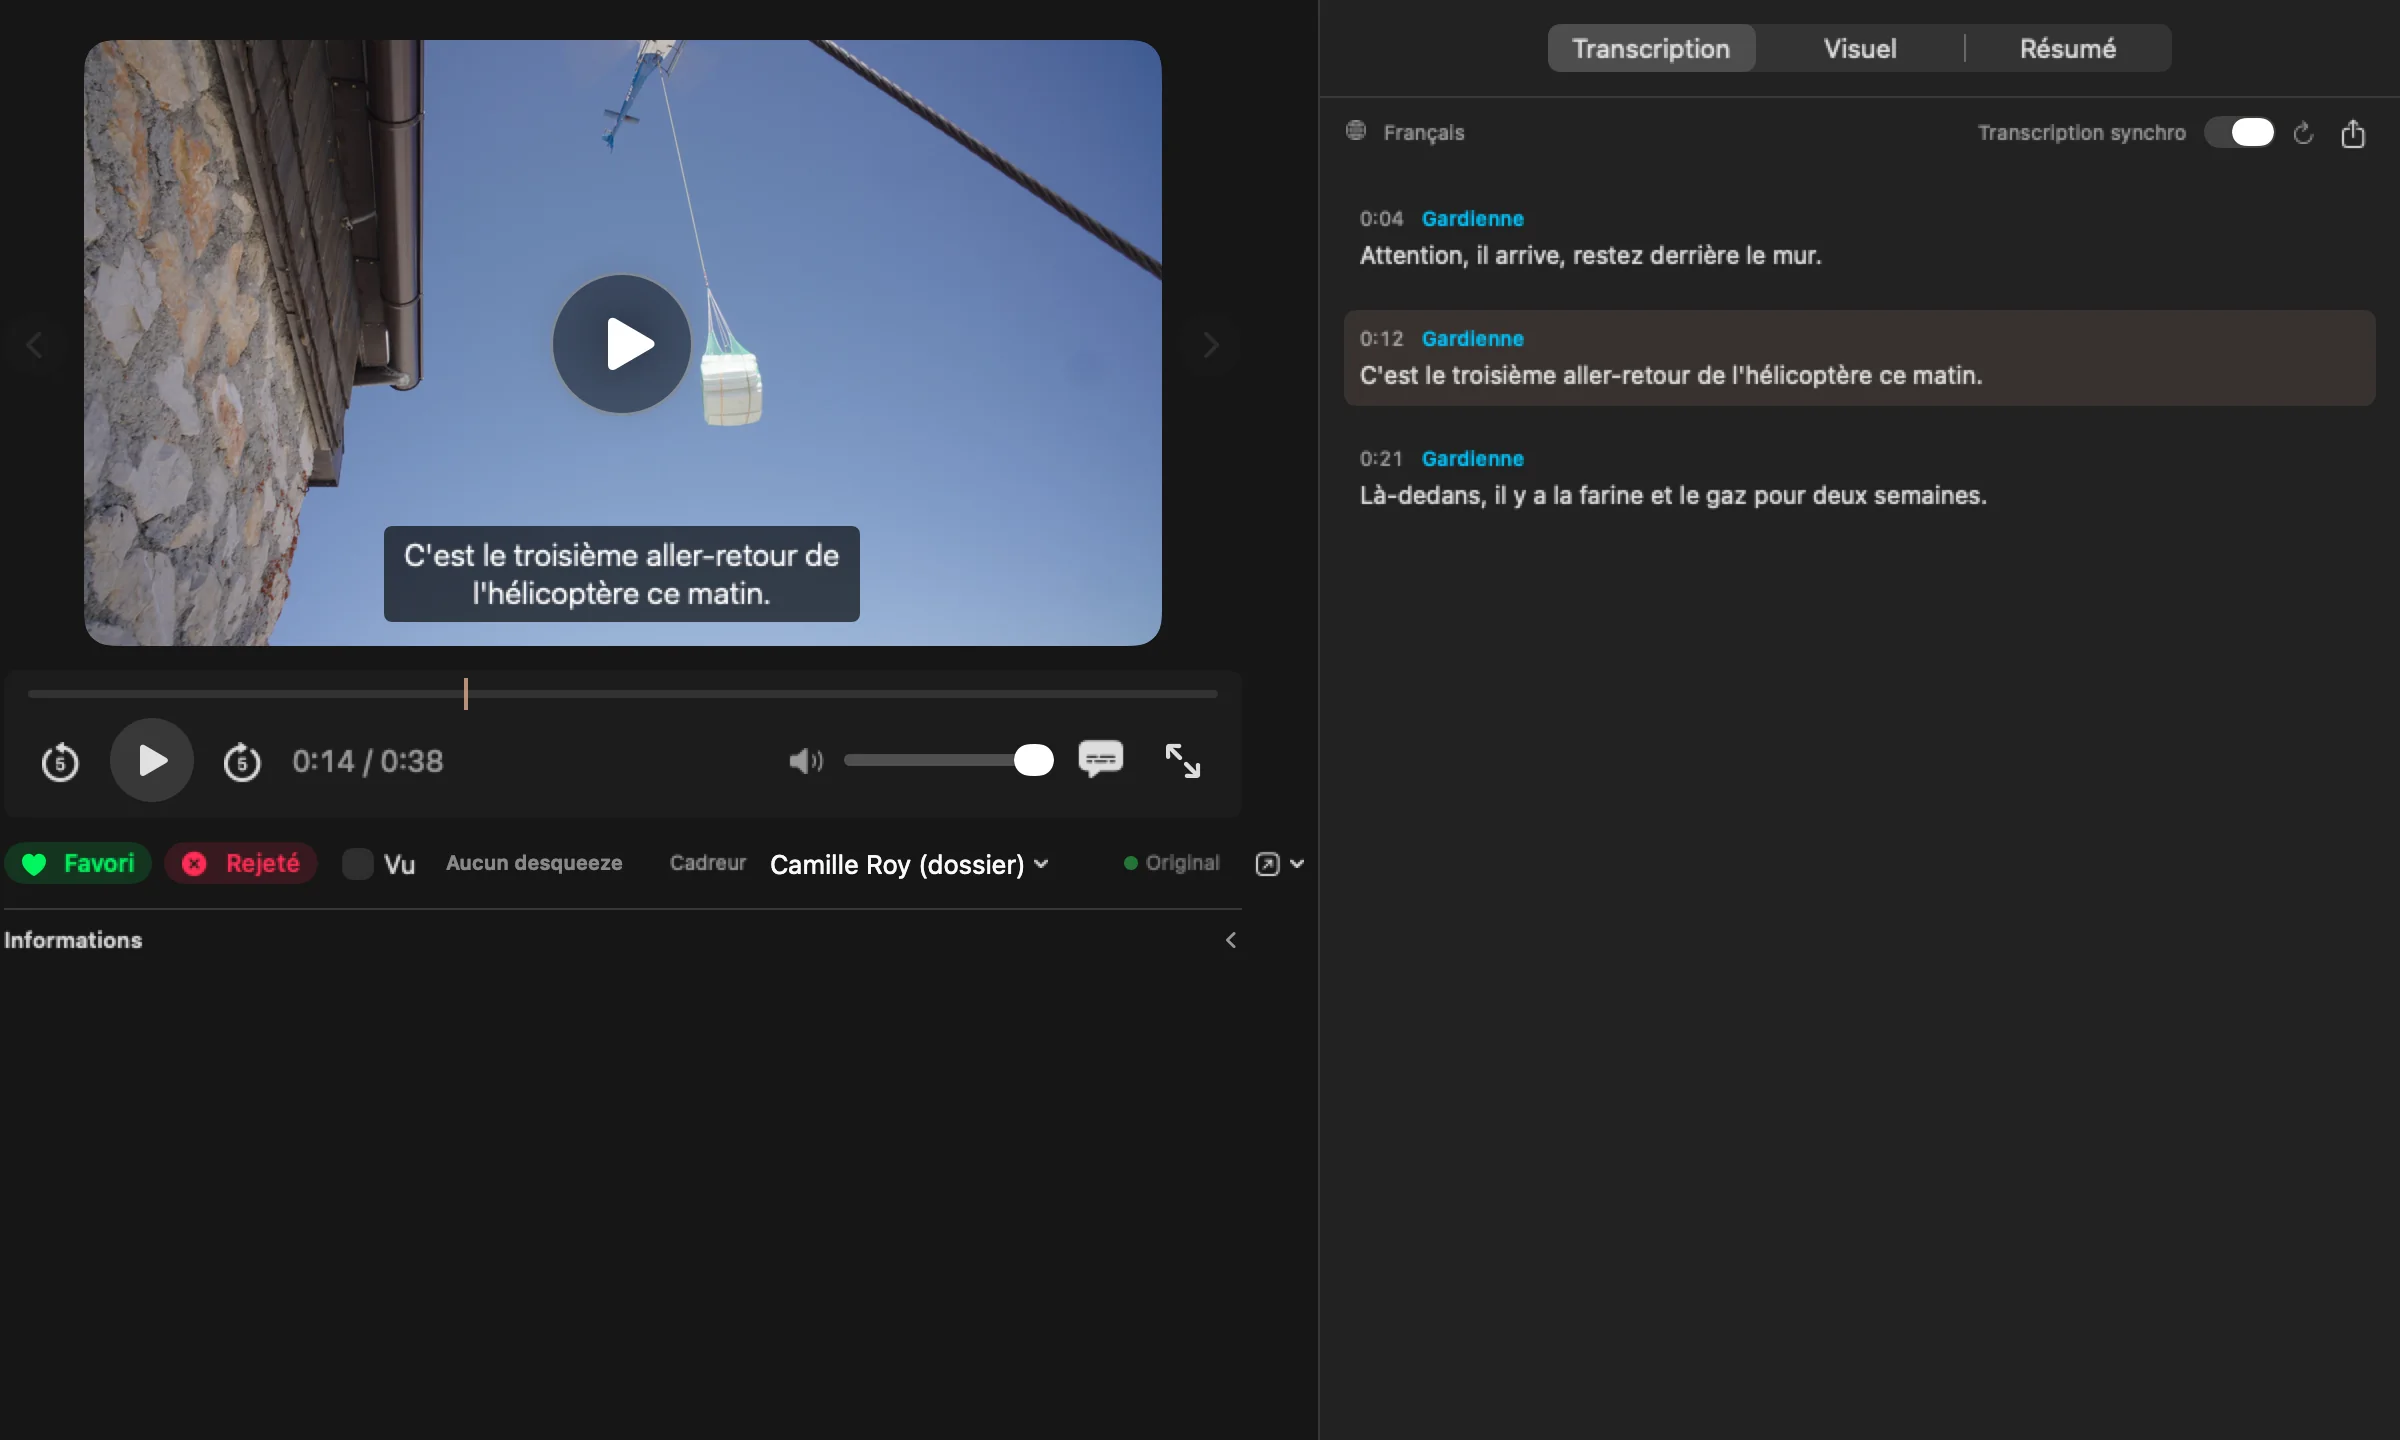 Transcription
Visuel
Résumé
Français
Transcription synchro
0:04 Gardienne
Attention, il arrive, restez derrière le mur.
0:12 Gardienne
C'est le troisième aller-retour de l'hélicoptère ce matin.
0:21 Gardienne
Là-dedans, il y a la farine et le gaz pour deux semaines.
C'est le troisième aller-retour de
l'hélicoptère ce matin.
5
5
0:14 / 0:38
Favori
Rejeté
Vu
Aucun desqueeze
Cadreur
Camille Roy (dossier)
Original
Informations